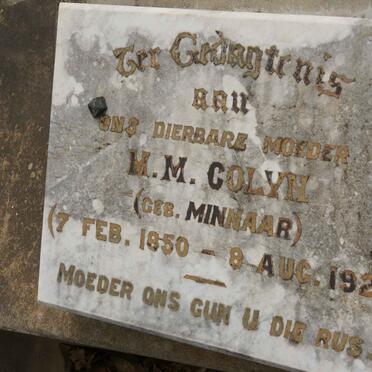 Ter Gedagtenis
aan
ONS DIERBARE MOEDER
M.M. COLYN
(GEB. MINNAAR)
(7 FEB. 1850 – 8 AUG. 192
MOEDER ONS GUN U DIE RUS.